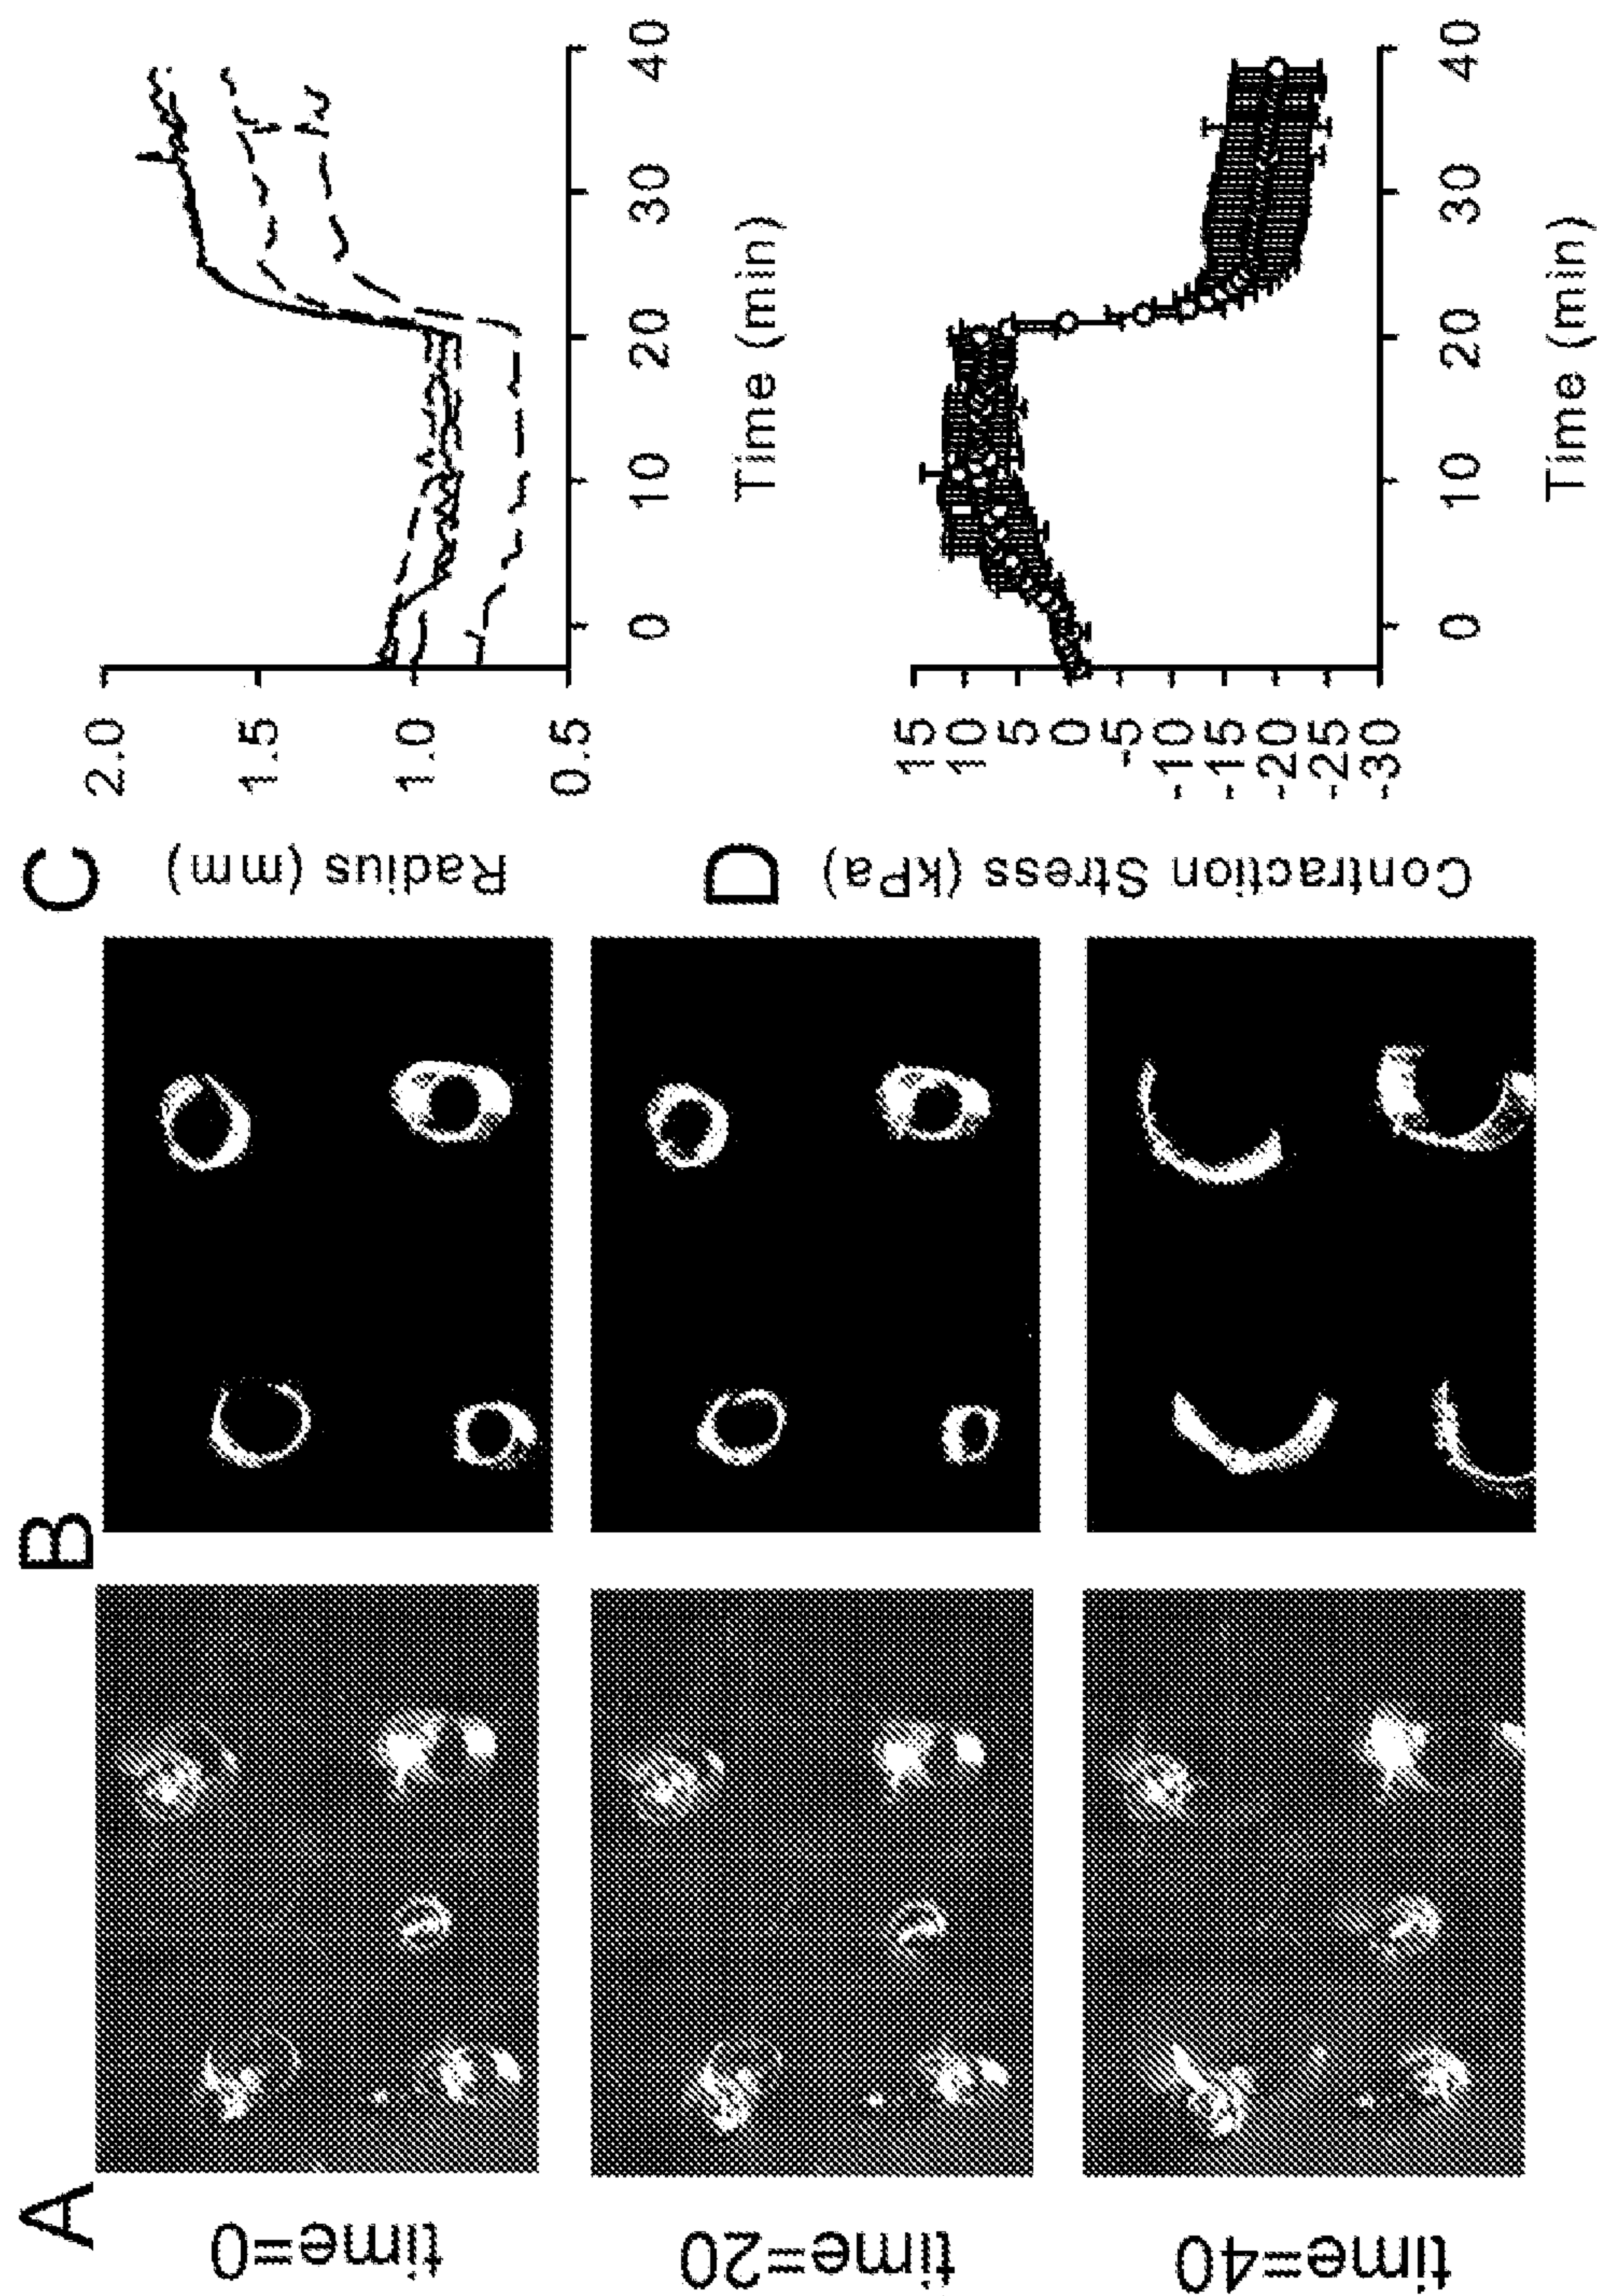 A
B
time=0
time=20
time=40
C
Radius (mm)
2.0
1.5
1.0
0.5
0 10 20 30 40
Time (min)
D
Contraction Stress (kPa)
15
10
5
0
-5
-10
-15
-20
-25
-30
0 10 20 30 40
Time (min)